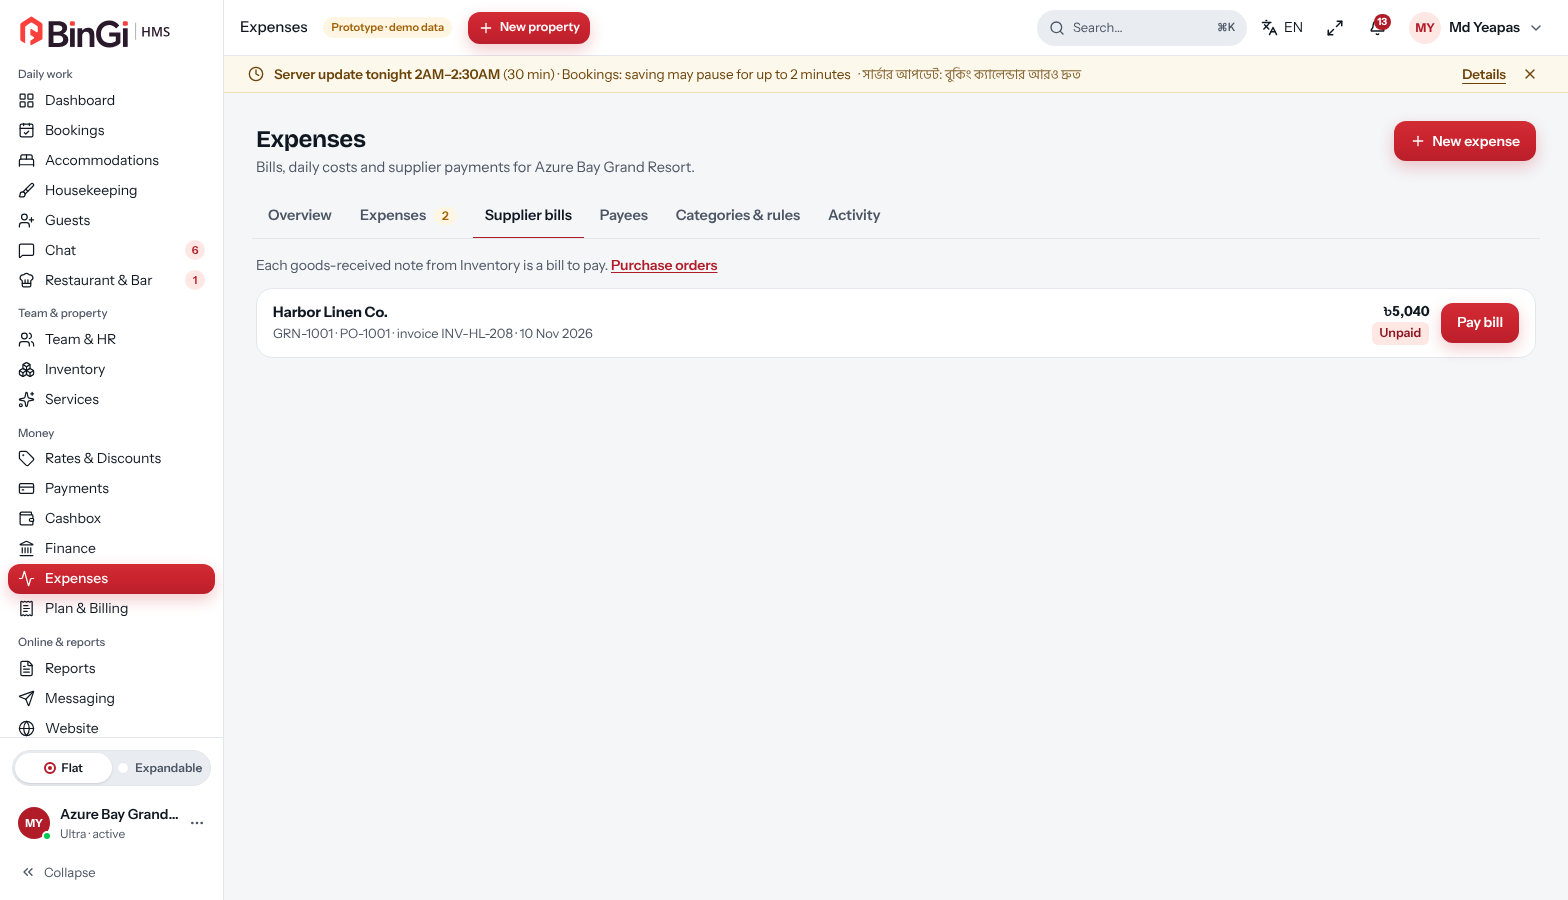 BinGi HMS
Expenses
Prototype · demo data
New property
Search...
⌘K
EN
13
MY
Md Yeapas
Server update tonight 2AM–2:30AM (30 min) · Bookings: saving may pause for up to 2 minutes · সার্ভার আপডেট: বুকিং ক্যালেন্ডার আরও দ্রুত
Details
Daily work
Dashboard
Bookings
Accommodations
Housekeeping
Guests
Chat 6
Restaurant & Bar 1
Team & property
Team & HR
Inventory
Services
Money
Rates & Discounts
Payments
Cashbox
Finance
Expenses
Plan & Billing
Online & reports
Reports
Messaging
Website
Flat
Expandable
MY
Azure Bay Grand...
Ultra · active
Collapse
Expenses
Bills, daily costs and supplier payments for Azure Bay Grand Resort.
New expense
Overview
Expenses 2
Supplier bills
Payees
Categories & rules
Activity
Each goods-received note from Inventory is a bill to pay. Purchase orders
Harbor Linen Co.
GRN-1001 · PO-1001 · invoice INV-HL-208 · 10 Nov 2026
৳5,040
Unpaid
Pay bill